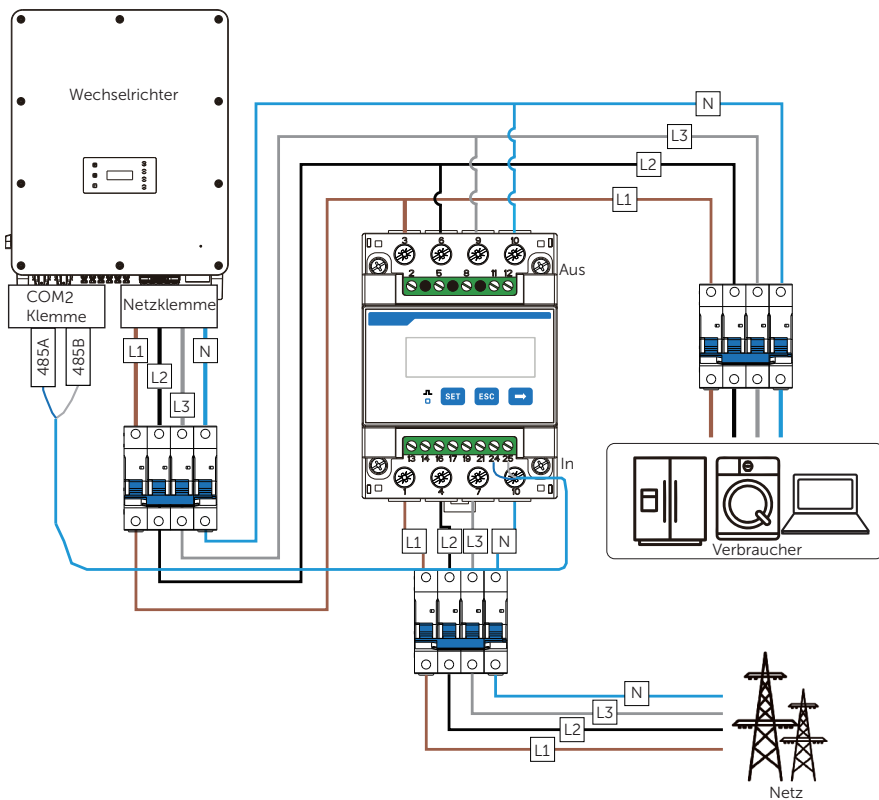 Wechselrichter
N
L3
L2
L1
3 6 9 10
Aus
2 5 8 11 12
COM2
Klemme
Netzklemme
485A
485B
L1
N
L2
L3
SET ESC
13 14 16 17 19 21 24 25
In
1 4 7 10
L1
L2
L3
N
Verbraucher
N
L3
L2
L1
Netz